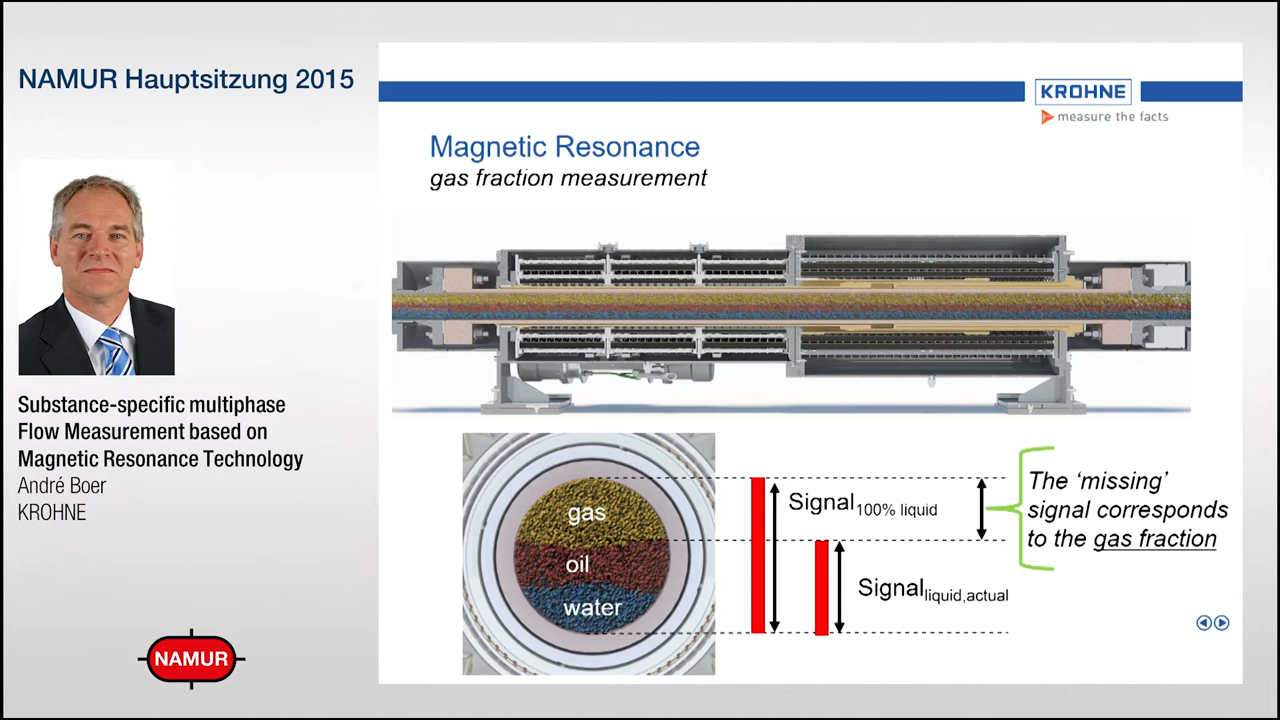 NAMUR Hauptsitzung 2015
Substance-specific multiphase
Flow Measurement based on
Magnetic Resonance Technology
André Boer
KROHNE
NAMUR
KROHNE
measure the facts
Magnetic Resonance
gas fraction measurement
gas
oil
water
Signal100% liquid
Signalliquid,actual
The ‘missing’
signal corresponds
to the gas fraction